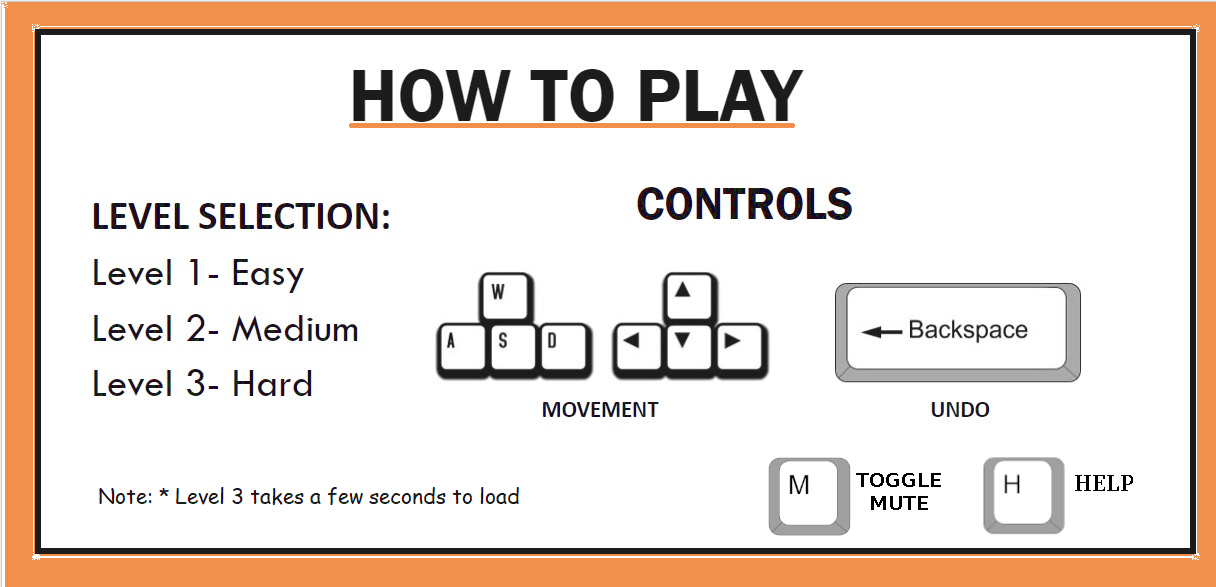 HOW TO PLAY
LEVEL SELECTION:
Level 1- Easy
Level 2- Medium
Level 3- Hard
Note: * Level 3 takes a few seconds to load
CONTROLS
W
A S D
▲
◄ ▼ ►
MOVEMENT
← Backspace
UNDO
M
TOGGLE
MUTE
H
HELP